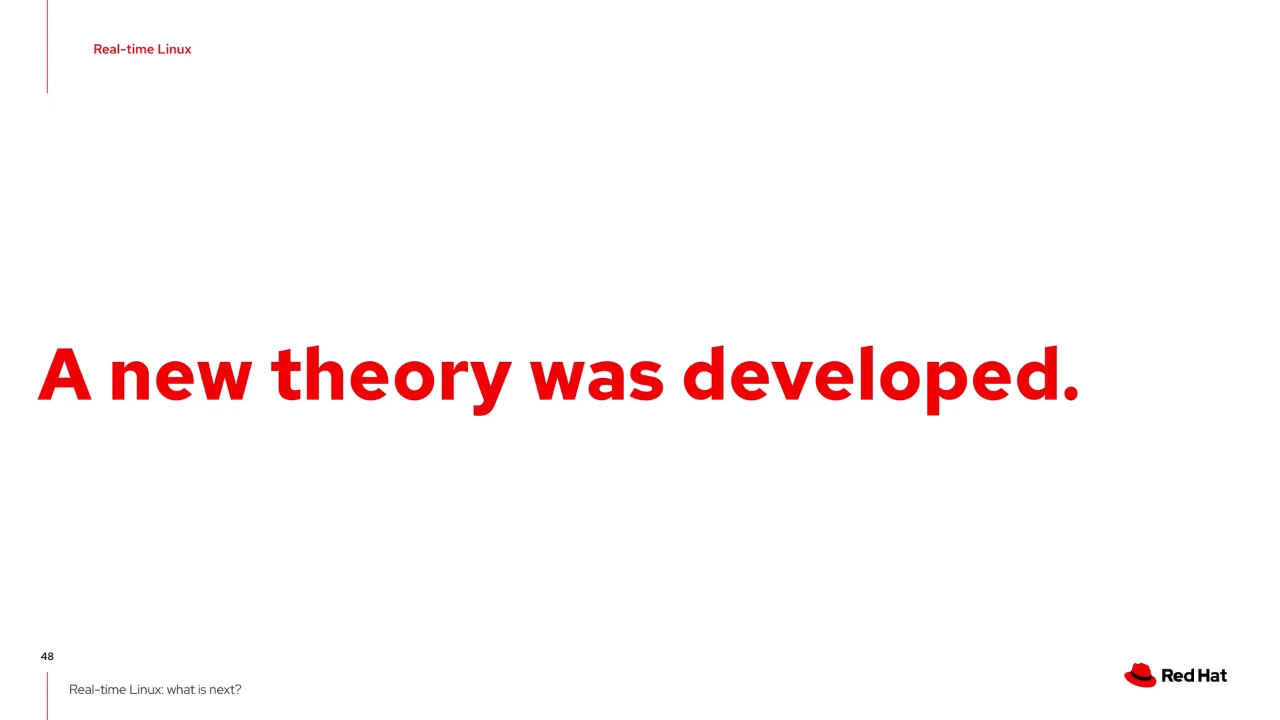 Real-time Linux
A new theory was developed.
48
Real-time Linux: what is next?
Red Hat